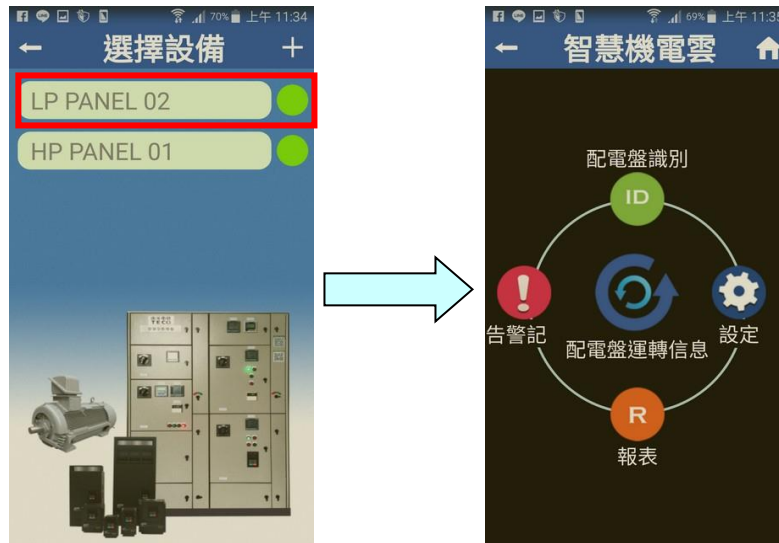 70% 上午 11:34
選擇設備
LP PANEL 02
HP PANEL 01
TECO
69% 上午 11:35
智慧機電雲
配電盤識別
ID
告警記
設定
配電盤運轉信息
R
報表